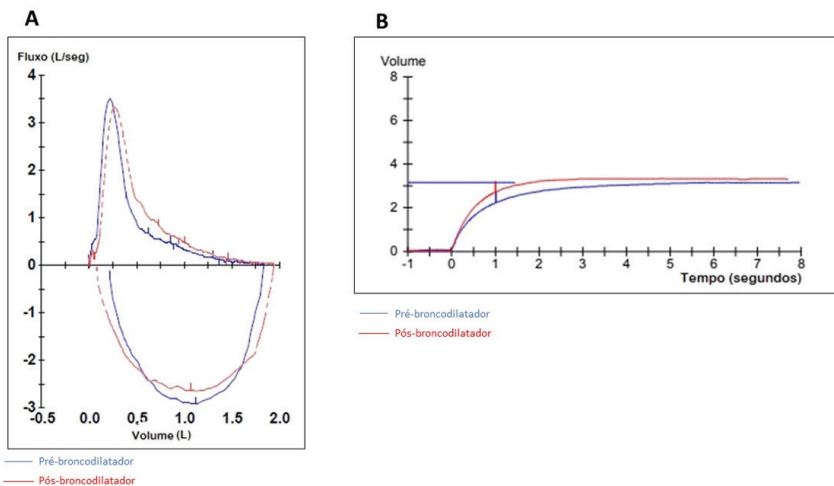 A
Fluxo (L/seg)
4
3
2
1
0
-1
-2
-3
-0.5 0.0 0.5 1.0 1.5 2.0
Volume (L)
Pré-broncodilatador
Pós-broncodilatador
B
Volume
8
6
4
2
0
-1 0 1 2 3 4 5 6 7 8
Tempo (segundos)
Pré-broncodilatador
Pós-broncodilatador